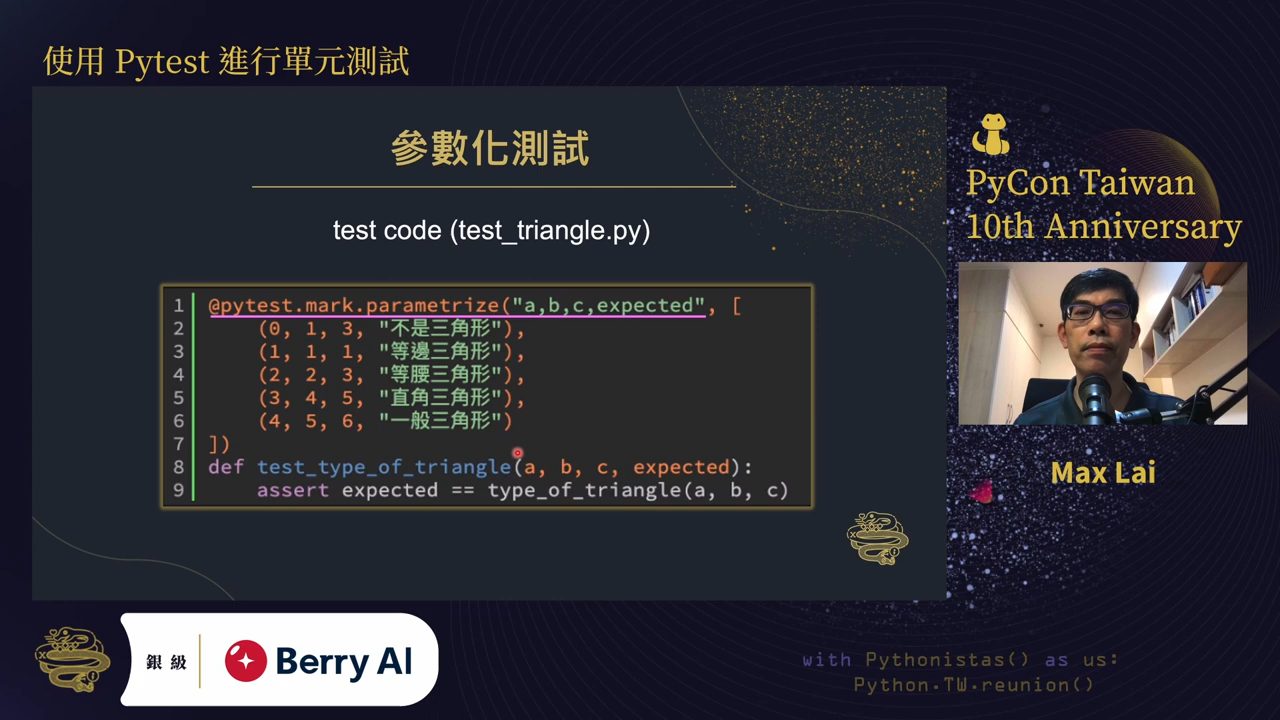 使用 Pytest 進行單元測試
參數化測試
test code (test_triangle.py)
1 @pytest.mark.parametrize("a,b,c,expected", [
2 (0, 1, 3, "不是三角形"),
3 (1, 1, 1, "等邊三角形"),
4 (2, 2, 3, "等腰三角形"),
5 (3, 4, 5, "直角三角形"),
6 (4, 5, 6, "一般三角形")
7 ])
8 def test_type_of_triangle(a, b, c, expected):
9 assert expected == type_of_triangle(a, b, c)
PyCon Taiwan
10th Anniversary
Max Lai
銀級
Berry AI
with Pythonistas() as us:
Python.TW.reunion()